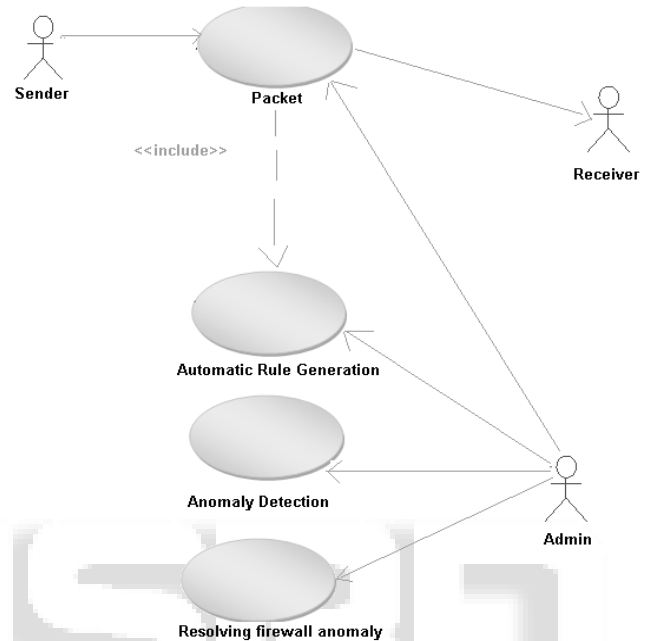 Sender
Packet
<<include>>
Receiver
Automatic Rule Generation
Anomaly Detection
Admin
Resolving firewall anomaly